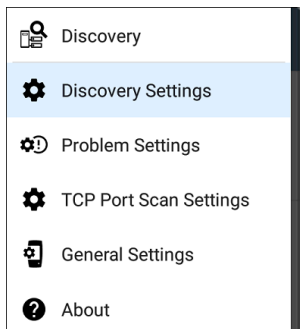 Discovery
Discovery Settings
Problem Settings
TCP Port Scan Settings
General Settings
About